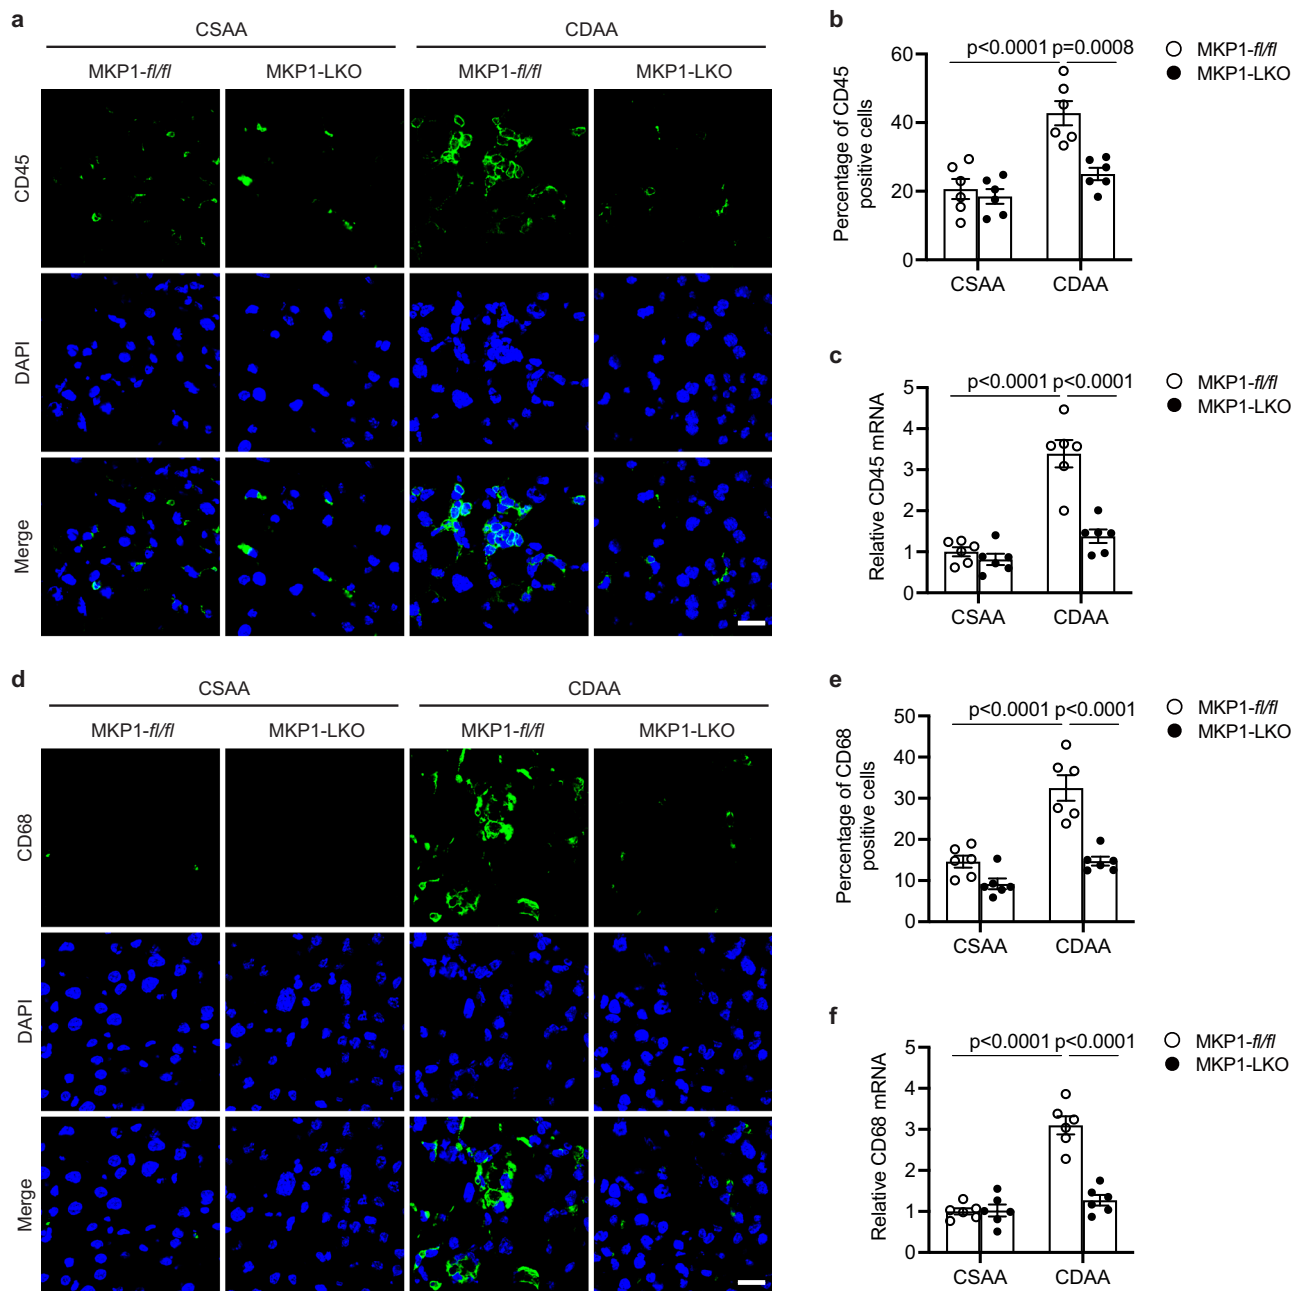 a
CSAA CDAA
MKP1-fl/fl MKP1-LKO MKP1-fl/fl MKP1-LKO
CD45
DAPI
Merge
b
p<0.0001 p=0.0008
MKP1-fl/fl
MKP1-LKO
Percentage of CD45
positive cells
60
40
20
0
CSAA CDAA
c
p<0.0001 p<0.0001
MKP1-fl/fl
MKP1-LKO
Relative CD45 mRNA
5
4
3
2
1
0
CSAA CDAA
d
CSAA CDAA
MKP1-fl/fl MKP1-LKO MKP1-fl/fl MKP1-LKO
CD68
DAPI
Merge
e
p<0.0001 p<0.0001
MKP1-fl/fl
MKP1-LKO
Percentage of CD68
positive cells
50
40
30
20
10
0
CSAA CDAA
f
p<0.0001 p<0.0001
MKP1-fl/fl
MKP1-LKO
Relative CD68 mRNA
5
4
3
2
1
0
CSAA CDAA